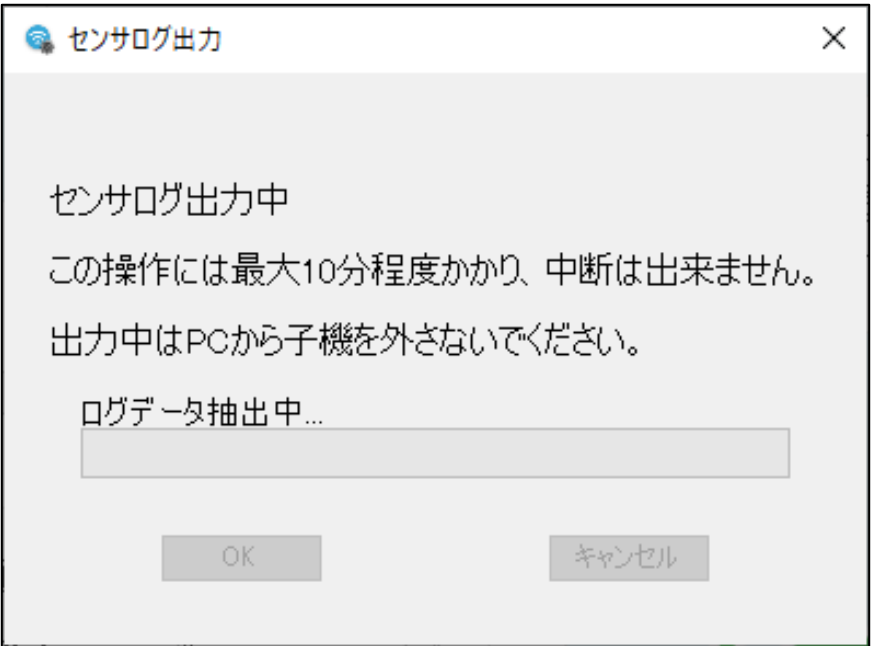 センサログ出力
センサログ出力中
この操作には最大10分程度かかり、中断は出来ません。
出力中はPCから子機を外さないでください。
ログデータ抽出中...
OK
キャンセル